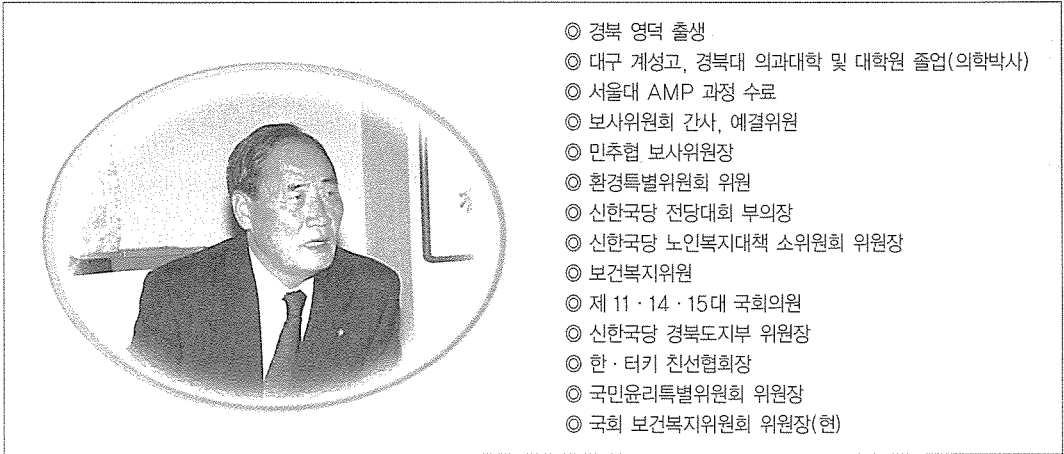 ◎ 경북 영덕 출생
◎ 대구 계성고, 경북대 의과대학 및 대학원 졸업(의학박사)
◎ 서울대 AMP 과정 수료
◎ 보사위원회 간사, 예결위원
◎ 민추협 보사위원장
◎ 환경특별위원회 위원
◎ 신한국당 전당대회 부의장
◎ 신한국당 노인복지대책 소위원회 위원장
◎ 보건복지위원
◎ 제 11 · 14 · 15대 국회의원
◎ 신한국당 경북도지부 위원장
◎ 한 · 터키 친선협회장
◎ 국민윤리특별위원회 위원장
◎ 국회 보건복지위원회 위원장(현)